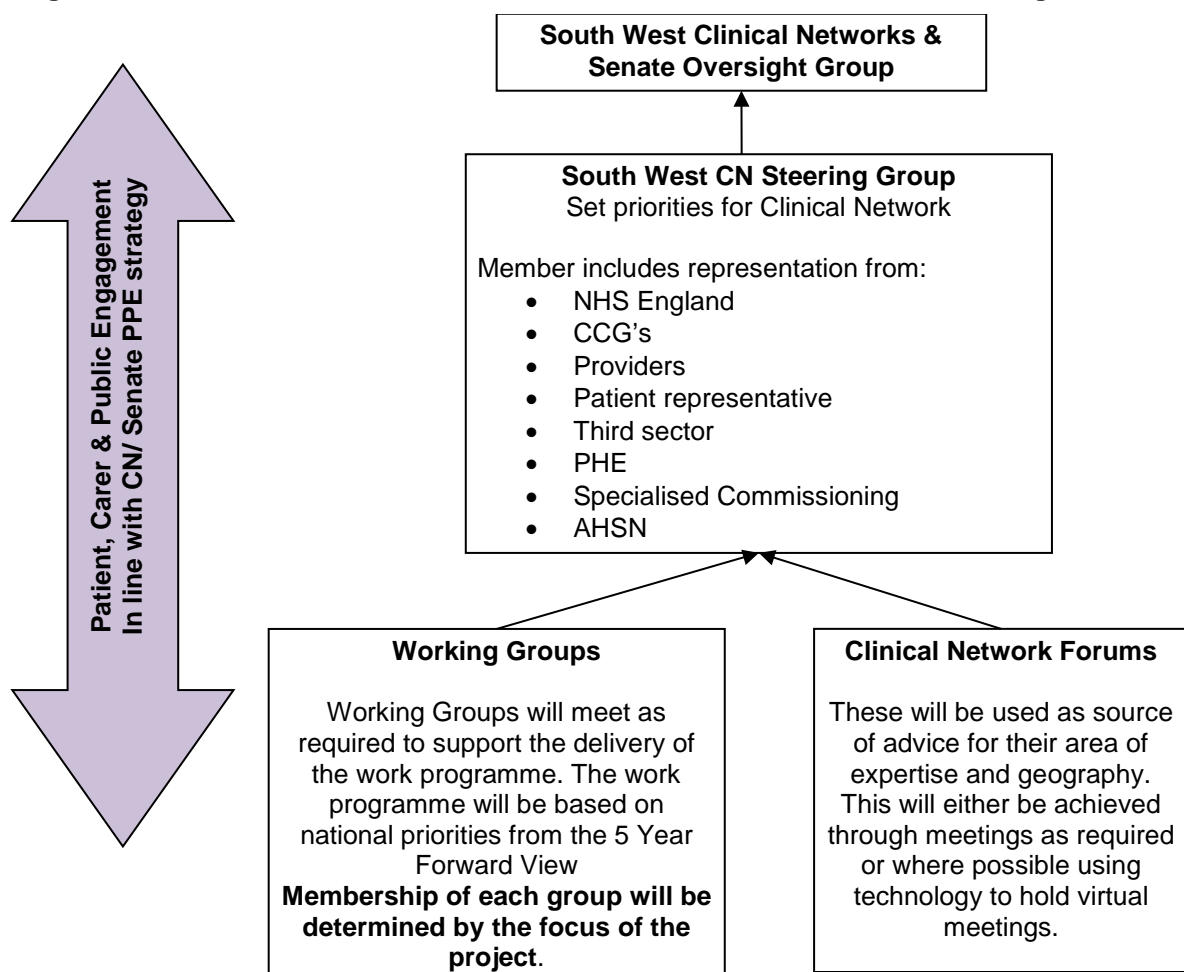 South West Clinical Networks &
Senate Oversight Group
Patient, Carer & Public Engagement
In line with CN/ Senate PPE strategy
South West CN Steering Group
Set priorities for Clinical Network
Member includes representation from:
• NHS England
• CCG's
• Providers
• Patient representative
• Third sector
• PHE
• Specialised Commissioning
• AHSN
Working Groups
Working Groups will meet as
required to support the delivery of
the work programme. The work
programme will be based on
national priorities from the 5 Year
Forward View
Membership of each group will be
determined by the focus of the
project.
Clinical Network Forums
These will be used as source
of advice for their area of
expertise and geography.
This will either be achieved
through meetings as required
or where possible using
technology to hold virtual
meetings.